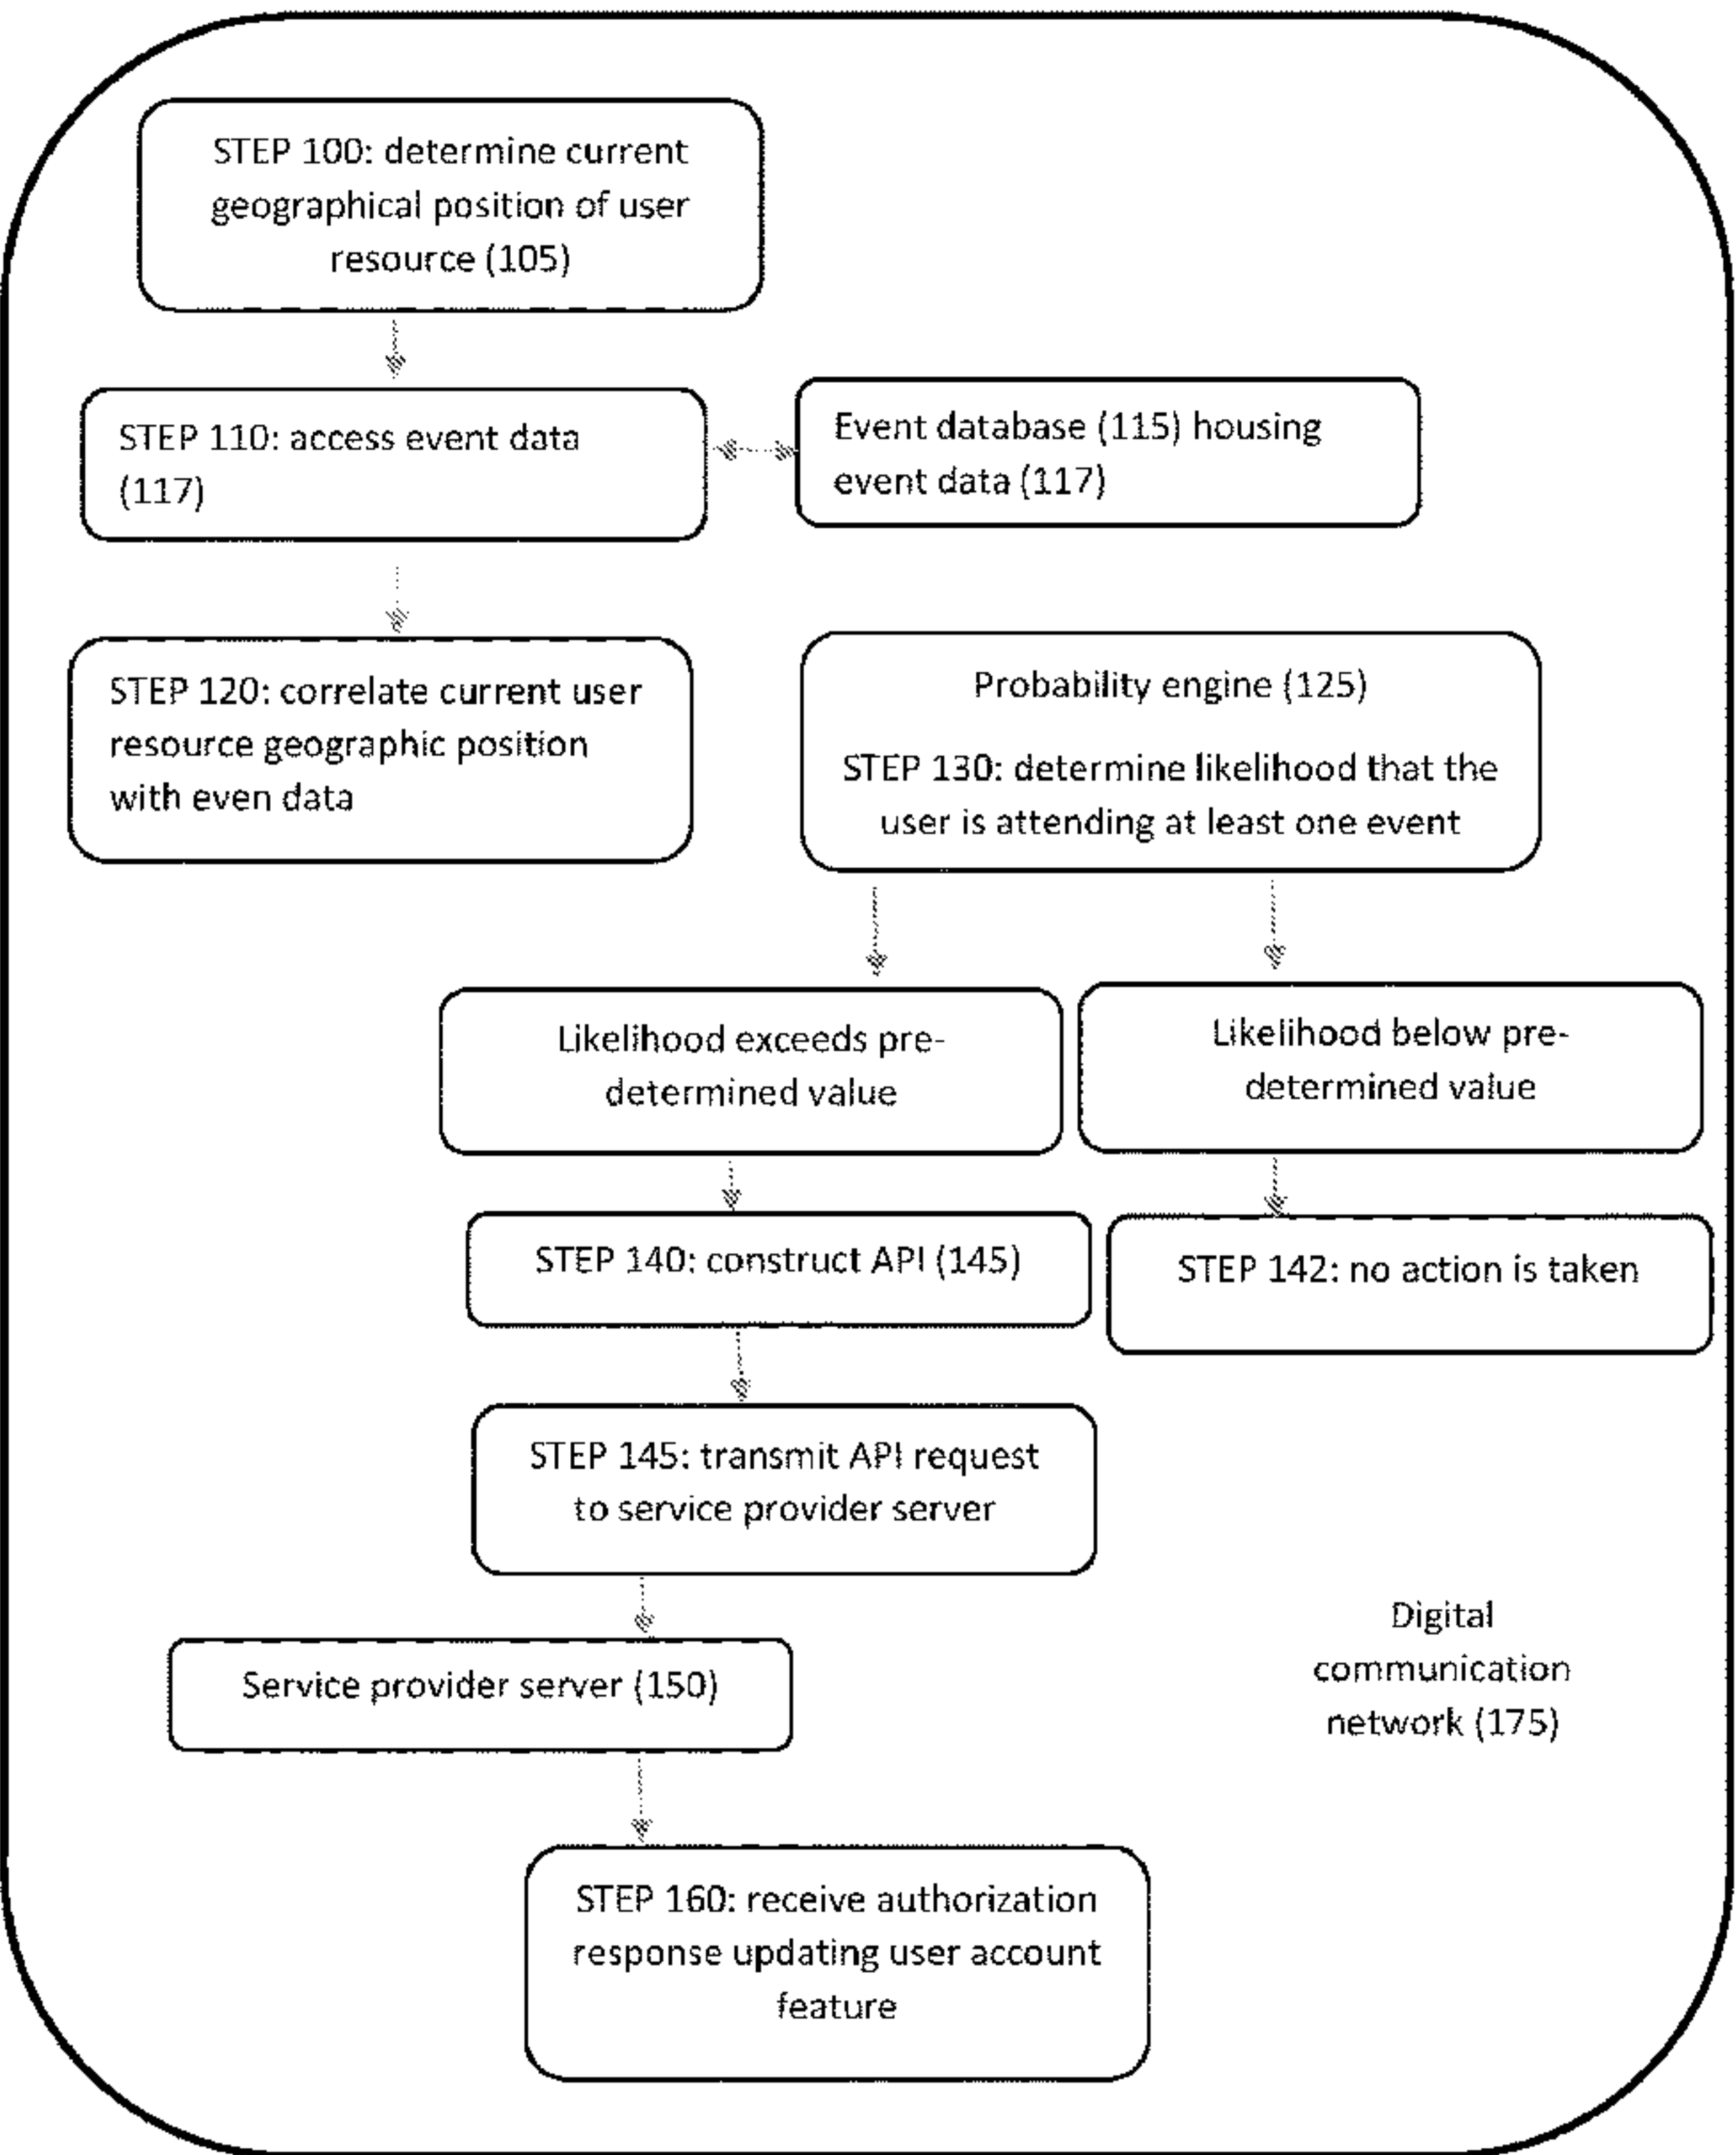 STEP 100: determine current
geographical position of user
resource (105)
STEP 110: access event data
(117)
Event database (115) housing
event data (117)
STEP 120: correlate current user
resource geographic position
with even data
Probability engine (125)
STEP 130: determine likelihood that the
user is attending at least one event
Likelihood exceeds pre-
determined value
Likelihood below pre-
determined value
STEP 140: construct API (145)
STEP 142: no action is taken
STEP 145: transmit API request
to service provider server
Digital
communication
network (175)
Service provider server (150)
STEP 160: receive authorization
response updating user account
feature